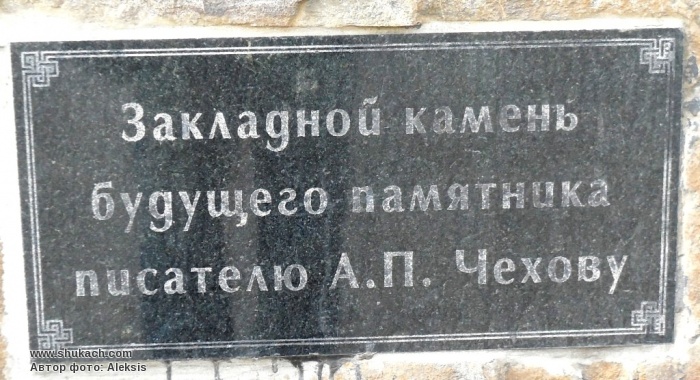 Закладной камень
будущего памятника
писателю А.П. Чехову
www.shukach.com
Автор фото: Aleksis